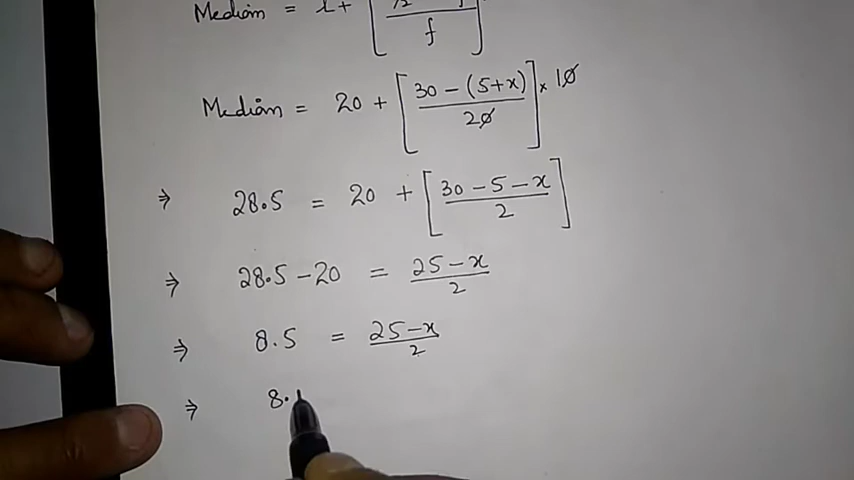 Median = l + [ / f ]
Median = 20 + [30 - (5+x) / 20] × 10
⇒ 28.5 = 20 + [30 - 5 - x / 2]
⇒ 28.5 - 20 = 25 - x / 2
⇒ 8.5 = 25 - x / 2
⇒ 8.